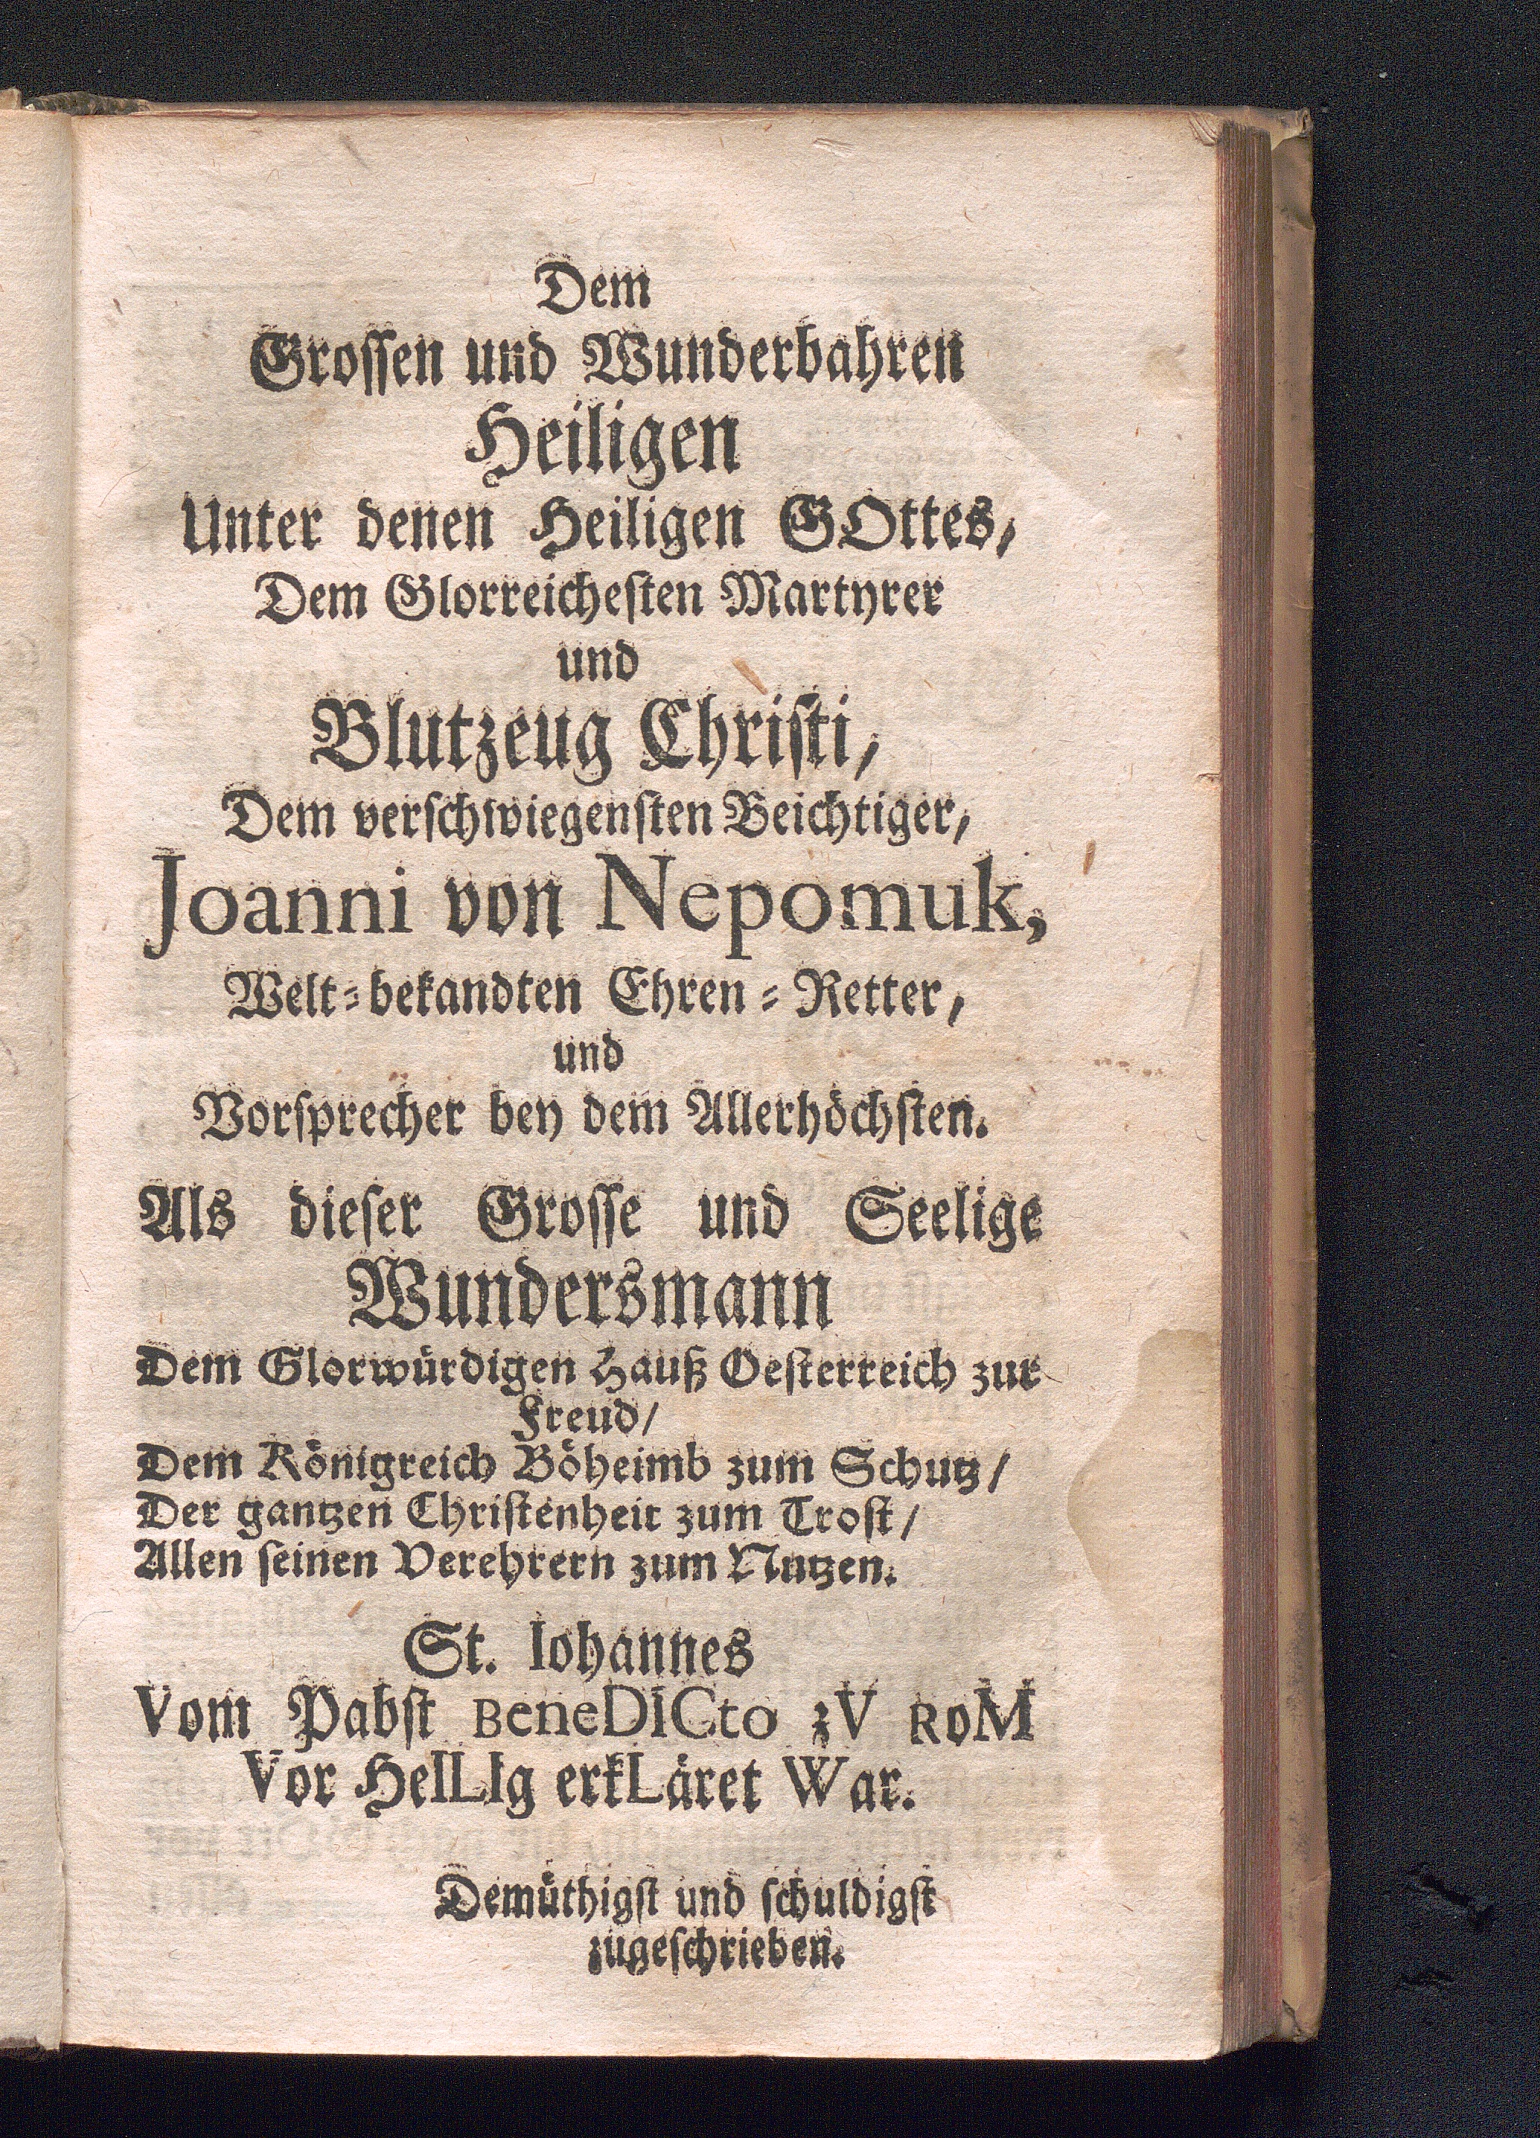 Dem
Grossen und Wunderbahren
Heiligen
Unter denen Heiligen GOttes,
Dem Glorreichesten Martyrer
und
Blutzeug Christi,
Dem verschwiegensten Beichtiger,
Joanni von Nepomuk,
Welt-bekandten Ehren-Retter,
und
Vorsprecher bey dem Allerhöchsten.
Als dieser Grosse und Seelige
Wundersmann
Dem Glorwürdigen Hauß Oesterreich zur
Freud/
Dem Königreich Böheimb zum Schutz/
Der gantzen Christenheit zum Trost/
Allen seinen Verehrern zum Nutzen.
St. Iohannes
Vom Pabst BeneDICto zV RoM
Vor HeILIg erkLäret War.
Demüthigst und schuldigst
zugeschrieben.